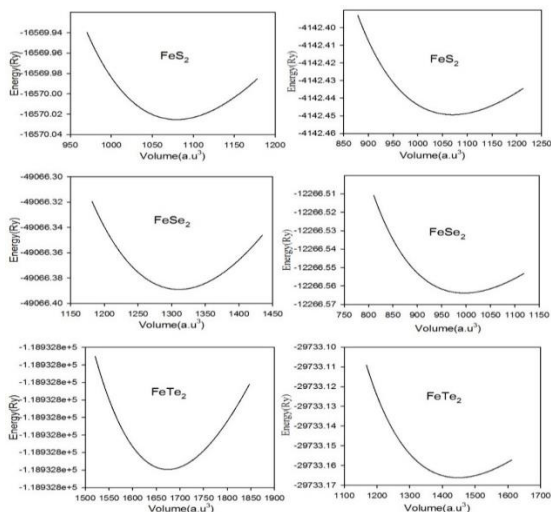 -16569.94
-16569.96
-16569.98
-16570.00
-16570.02
-16570.04
Energy(Ry)
FeS2
950 1000 1050 1100 1150 1200
Volume(a.u3)
-4142.40
-4142.41
-4142.42
-4142.43
-4142.44
-4142.45
-4142.46
Energy(Ry)
FeS2
850 900 950 1000 1050 1100 1150 1200 1250
Volume(a.u3)
-49066.30
-49066.32
-49066.34
-49066.36
-49066.38
-49066.40
Energy(Ry)
FeSe2
1150 1200 1250 1300 1350 1400 1450
Volume(a.u3)
-12266.51
-12266.52
-12266.53
-12266.54
-12266.55
-12266.56
-12266.57
Energy(Ry)
FeSe2
750 800 850 900 950 1000 1050 1100 1150
Volume(a.u3)
-1.189328e+5
-1.189328e+5
-1.189328e+5
-1.189328e+5
-1.189328e+5
-1.189328e+5
-1.189328e+5
-1.189328e+5
Energy(Ry)
FeTe2
1500 1550 1600 1650 1700 1750 1800 1850 1900
Volume(a.u3)
-29733.10
-29733.11
-29733.12
-29733.13
-29733.14
-29733.15
-29733.16
-29733.17
Energy(Ry)
FeTe2
1100 1200 1300 1400 1500 1600 1700
Volume(a.u3)